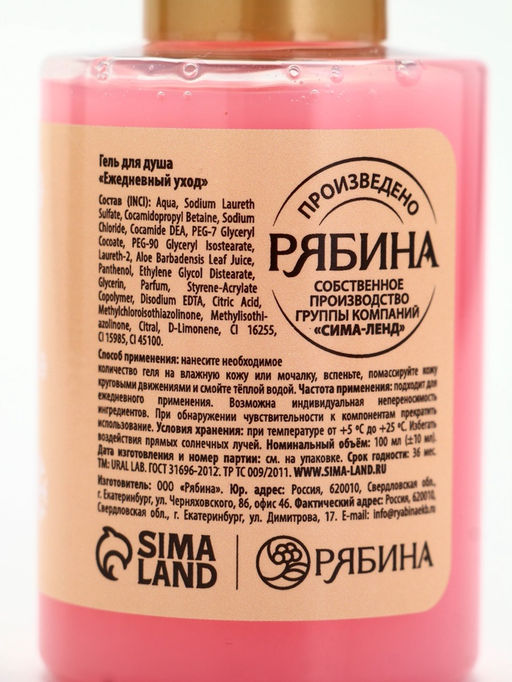 Гель для душа
«Ежедневный уход»
Состав (INCI): Aqua, Sodium Laureth
Sulfate, Cocamidopropyl Betaine, Sodium
Chloride, Cocamide DEA, PEG-7 Glyceryl
Cocoate, PEG-90 Glyceryl Isostearate,
Laureth-2, Aloe Barbadensis Leaf Juice,
Panthenol, Ethylene Glycol Distearate,
Glycerin, Parfum, Styrene-Acrylate
Copolymer, Disodium EDTA, Citric Acid,
Methylchloroisothiazolinone, Methylisothi-
azolinone, Citral, D-Limonene, CI 16255,
CI 15985, CI 45100.
ПРОИЗВЕДЕНО
РЯБИНА
СОБСТВЕННОЕ
ПРОИЗВОДСТВО
ГРУППЫ КОМПАНИЙ
«СИМА-ЛЕНД»
Способ применения: нанесите необходимое
количество геля на влажную кожу или мочалку, вспеньте, помассируйте кожу
круговыми движениями и смойте тёплой водой. Частота применения: подходит для
ежедневного применения. Возможна индивидуальная непереносимость
ингредиентов. При обнаружении чувствительности к компонентам прекратить
использование. Условия хранения: при температуре от +5 ºС до +25 ºС. Избегать
воздействия прямых солнечных лучей. Номинальный объём: 100 мл (±10 мл).
Дата изготовления и номер партии: см. на упаковке. Срок годности: 36 мес.
TM: URAL LAB. ГОСТ 31696-2012. ТР ТС 009/2011. WWW.SIMA-LAND.RU
Изготовитель: ООО «Рябина». Юр. адрес: Россия, 620010, Свердловская обл.,
г. Екатеринбург, ул. Черняховского, 86, офис 46. Фактический адрес: Россия, 620010,
Свердловская обл., г. Екатеринбург, ул. Димитрова, 17. E-mail: info@ryabinaekb.ru
SIMA
LAND
РЯБИНА